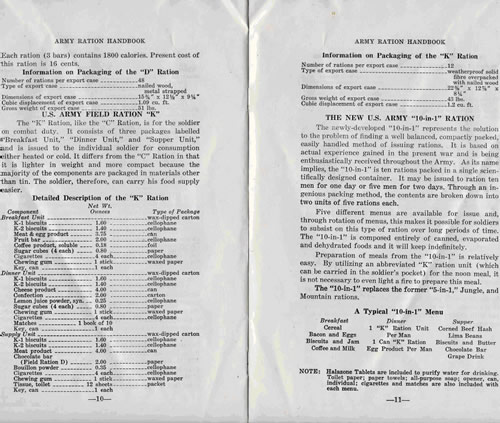 ARMY RATION HANDBOOK
Each ration (3 bars) contains 1800 calories. Present cost of
this ration is 16 cents.
Information on Packaging of the "D" Ration
Number of rations per export case 48
Type of export case nailed wood,
metal strapped
Dimensions of export case
Cubic displacement of export case 1.09 cu. ft.
Gross weight of export case 31 lbs.
U.S. ARMY FIELD RATION "K"
The "K" Ration, like the "C" Ration, is for the soldier
on combat duty. It consists of three packages labelled
"Breakfast Unit," "Dinner Unit," and "Supper Unit,"
and is issued to the individual soldier for consumption
either heated or cold. It differs from the "C" Ration in that
it is lighter in weight and more compact because the
majority of its components are packaged in materials other
than tin. The soldier, therefore, can carry his food supply
easier.
Detailed Description of the "K" Ration
Net Wt.
Component Ounces Type of Package
Breakfast Unit wax-dipped carton
K-1 biscuits 1.60 cellophane
K-2 biscuits 1.40 cellophane
Meat & egg product 3.75 can
Fruit bar 2.00 cellophane
Coffee product, soluble 0.18 foil
Sugar cubes (4 each) 0.80 paper
Cigarettes 4 each cellophane
Chewing gum 1 stick waxed paper
Key, can 1 each
Dinner Unit wax-dipped carton
K-1 biscuits 1.60 cellophane
K-2 biscuits 1.40 cellophane
Cheese product 4.00 can
Confection 2.00 carton
Lemon juice powder, syn. 0.25 cellophane
Sugar cubes (4 each) 0.80 paper
Chewing gum 1 stick waxed paper
Cigarettes 4 each cellophane
Matches 1 book of 10
Key, can 1 each
Supply Unit wax-dipped carton
K-1 biscuits 1.60 cellophane
K-2 biscuits 1.40 cellophane
Meat product 4.00 can
Chocolate bar
(Field Ration D) 2.00 paper
Bouillon powder 0.35 cellophane
Cigarettes 4 each cellophane
Chewing gum 1 stick waxed paper
Tissue, toilet 12 sheets packet
Key, can 1 each
—10—
ARMY RATION HANDBOOK
Information on Packaging of the "K" Ration
Number of rations per export case 12
Type of export case weatherproof solid
fibre overpacked
with nailed wood
Dimensions of export case
Gross weight of export case 41 lbs.
Cubic displacement of export case 1.2 cu. ft.
THE NEW U.S. ARMY "10-in-1" RATION
The newly-developed "10-in-1" represents the solution
to the problem of finding a well balanced, compactly packed,
easily handled method of issuing rations. It is based on
actual experience gained in the present war and is being
enthusiastically received throughout the Army. As its name
implies, the "10-in-1" is ten rations packed in a single scien-
tifically designed container. It may be issued to ration ten
men for one day or five men for two days. Through an in-
genious packing method, the contents are broken down into
two units of five rations each.
Five different menus are available for issue and,
through rotation of menus, this makes it possible for soldiers
to subsist on this type of ration over long periods of time.
The "10-in-1" is composed entirely of canned, evaporated
and dehydrated foods and it will keep indefinitely.
Preparation of meals from the "10-in-1" is relatively
easy. By utilizing an abbreviated "K" ration unit (which
can be carried in the soldier's pocket) for the noon meal, it
is not necessary to even light a fire to prepare this meal.
The "10-in-1" replaces the former "5-in-1," Jungle, and
Mountain rations.
A Typical "10-in-1" Menu
Breakfast Dinner Supper
Cereal 1 "K" Ration Unit Corned Beef Hash
Bacon and Eggs Per Man Lima Beans
Biscuits and Jam 1 Can "K" Ration Biscuits and Butter
Coffee and Milk Egg Product Per Man Chocolate Bar
Grape Drink
NOTE: Halazone Tablets are included to purify water for drinking.
Toilet paper; paper towels; all-purpose soap; opener, can,
individual; cigarettes and matches are also included with
each menu.
—11—